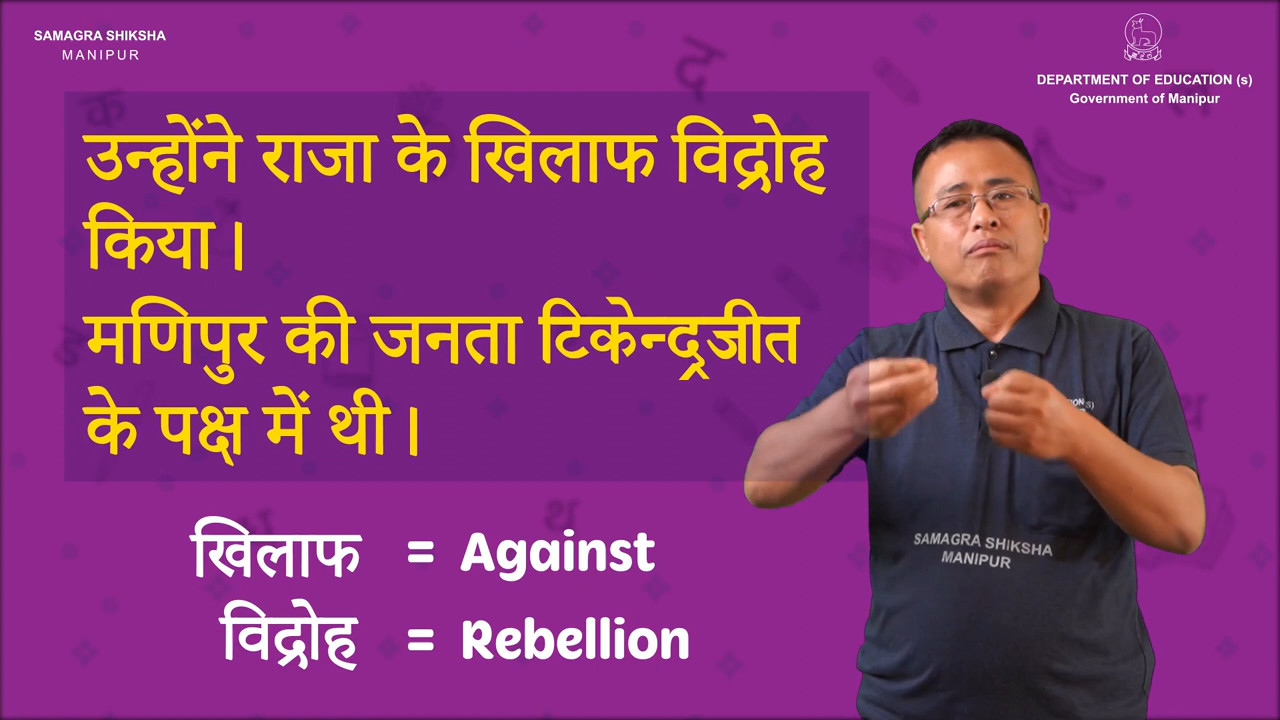 SAMAGRA SHIKSHA
MANIPUR
DEPARTMENT OF EDUCATION (s)
Government of Manipur
उन्होंने राजा के खिलाफ विद्रोह
किया।
मणिपुर की जनता टिकेन्द्रजीत
के पक्ष में थी।
खिलाफ = Against
विद्रोह = Rebellion
SAMAGRA SHIKSHA
MANIPUR